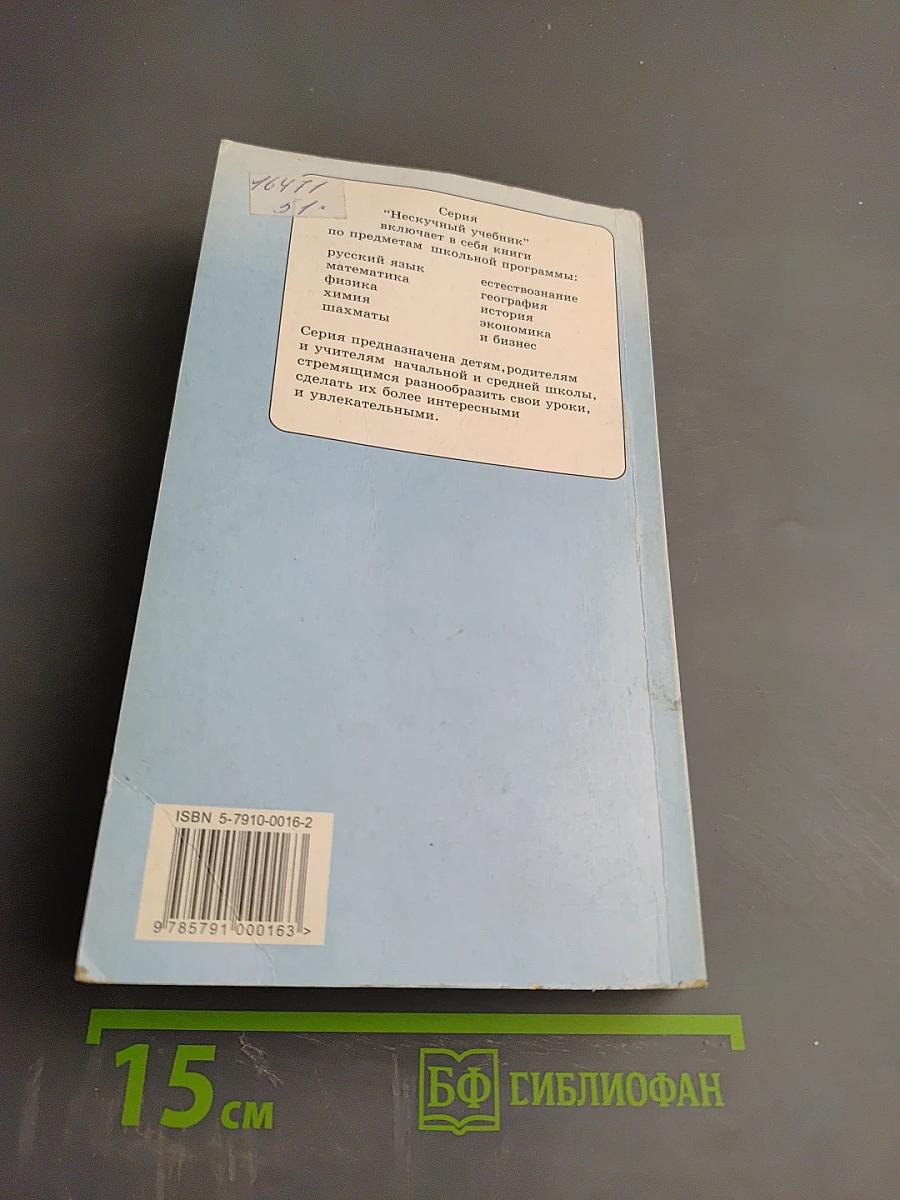 16471
51.
Серия
"Нескучный учебник"
включает в себя книги
по предметам школьной программы:
русский язык
математика
физика
химия
шахматы
естествознание
география
история
экономика
и бизнес
Серия предназначена детям, родителям
и учителям начальной и средней школы,
стремящимся разнообразить свои уроки,
сделать их более интересными
и увлекательными.
ISBN 5-7910-0016-2
9 785791 000163 >
15 см
БФ СИБЛИОФАН